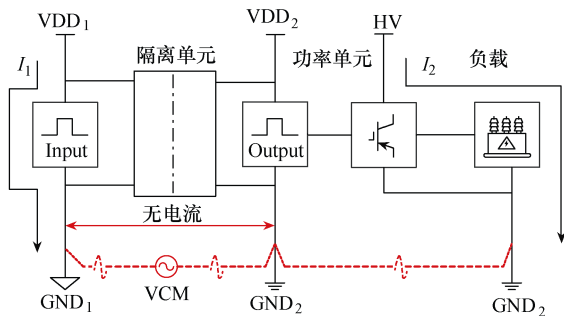 VDD₁
VDD₂
HV
I₁
隔离单元
功率单元
I₂
负载
Input
Output
无电流
VCM
GND₁
GND₂
GND₂